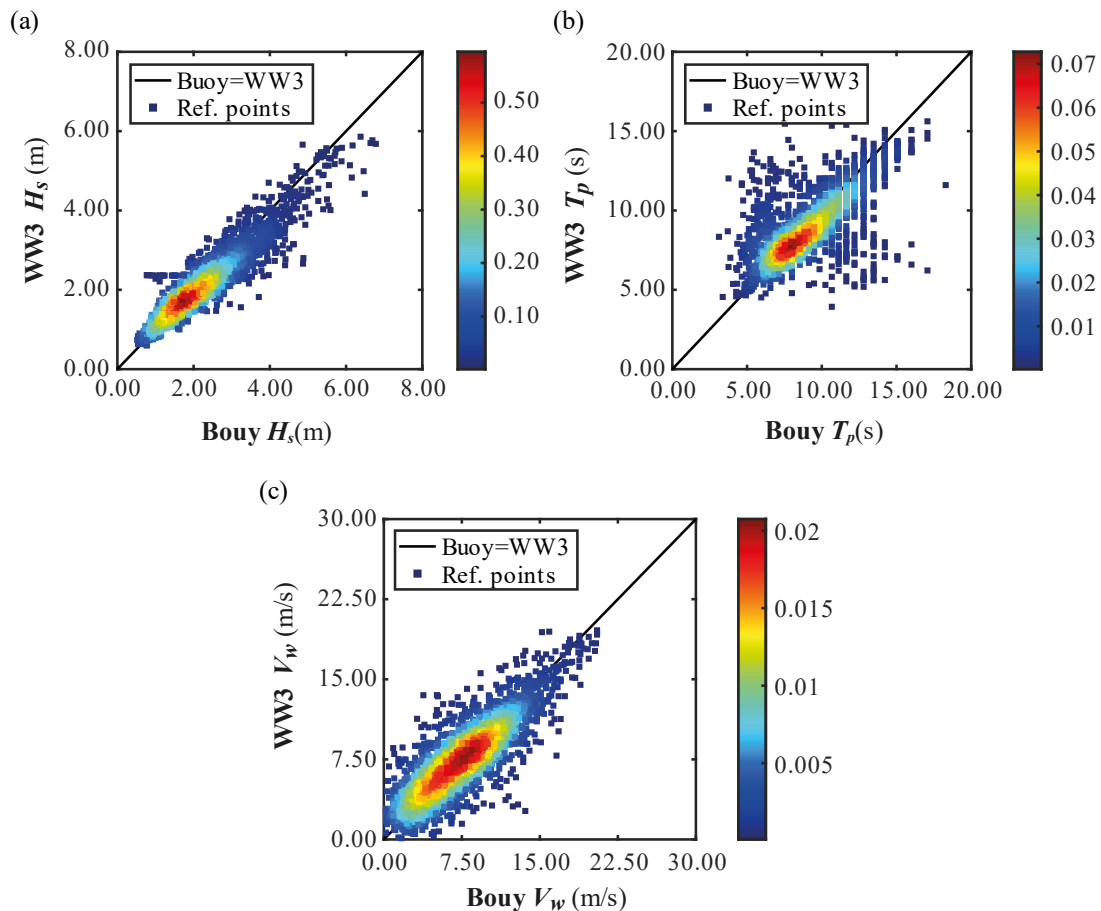 (a)
8.00
6.00
4.00
2.00
0.00
WW3 Hs (m)
Buoy=WW3
Ref. points
0.00 2.00 4.00 6.00 8.00
Bouy Hs(m)
0.50
0.40
0.30
0.20
0.10
(b)
20.00
15.00
10.00
5.00
0.00
WW3 Tp (s)
Buoy=WW3
Ref. points
0.00 5.00 10.00 15.00 20.00
Bouy Tp(s)
0.07
0.06
0.05
0.04
0.03
0.02
0.01
(c)
30.00
22.50
15.00
7.50
0.00
WW3 Vw (m/s)
Buoy=WW3
Ref. points
0.00 7.50 15.00 22.50 30.00
Bouy Vw (m/s)
0.02
0.015
0.01
0.005